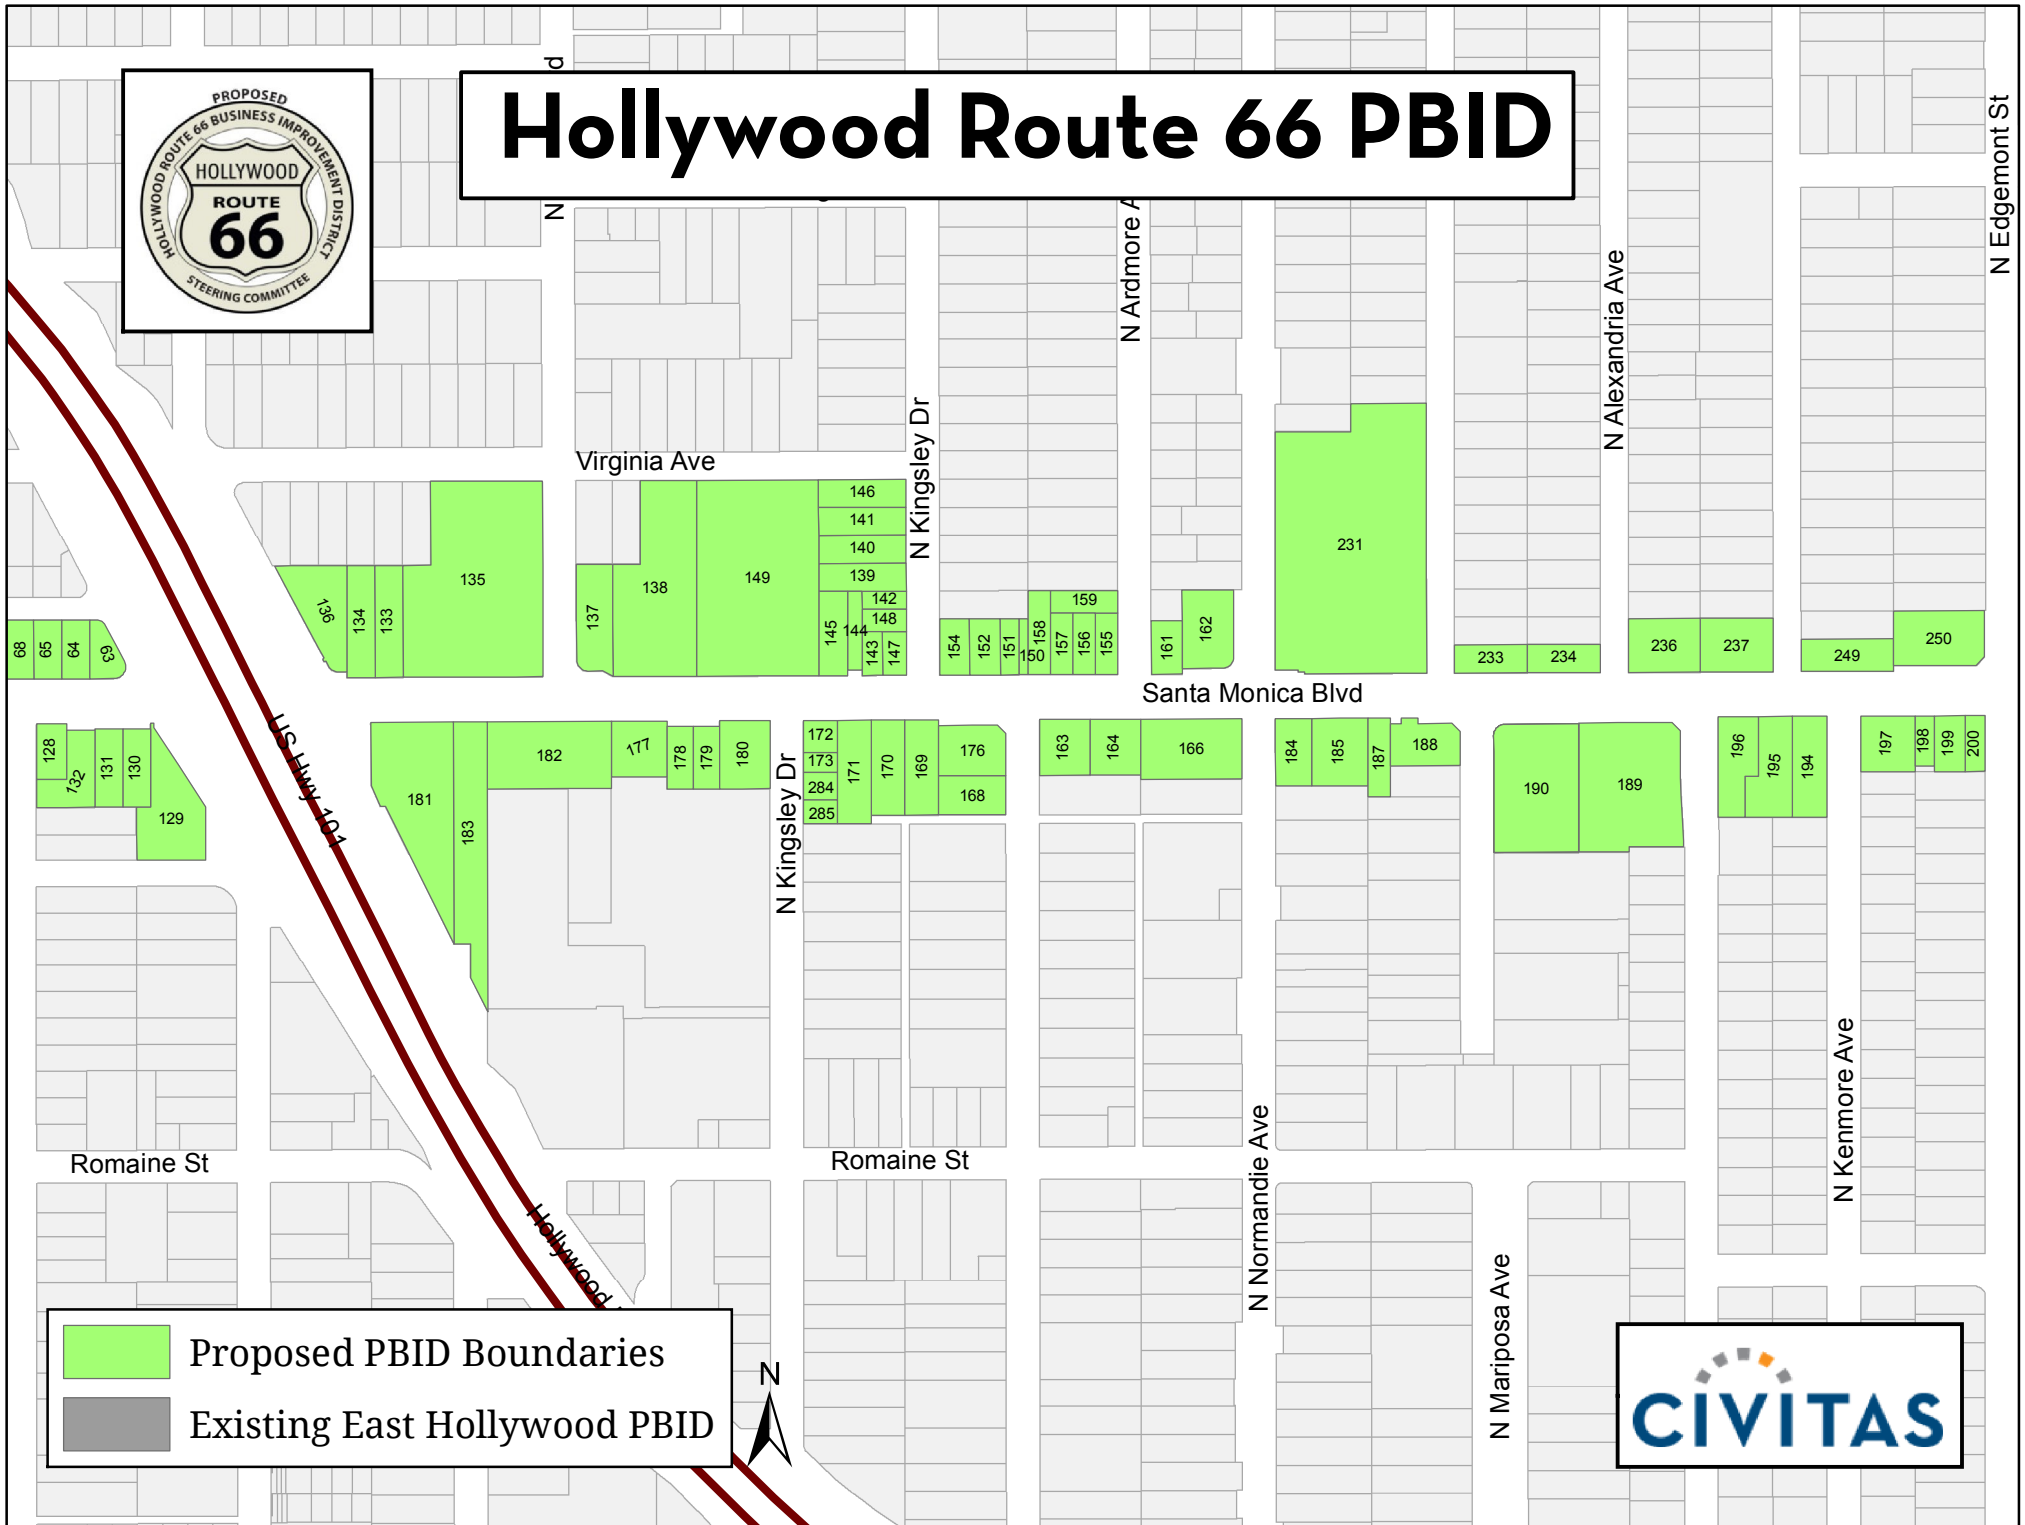 Hollywood Route 66 PBID
PROPOSED
HOLLYWOOD ROUTE 66 BUSINESS IMPROVEMENT DISTRICT
HOLLYWOOD
ROUTE
66
STEERING COMMITTEE
N
d
N Ardmore A
N Alexandria Ave
N Edgemont St
Virginia Ave
N Kingsley Dr
146
141
140
139
142
148
135
138
149
137
136
134
133
145
144
143
147
68
65
64
63
154
152
151
150
158
159
157
156
155
161
162
231
233
234
236
237
249
250
Santa Monica Blvd
128
132
131
130
129
US Hwy 101
181
183
182
177
178
179
180
N Kingsley Dr
172
173
284
285
171
170
169
176
168
163
164
166
184
185
187
188
190
189
196
195
194
197
198
199
200
Romaine St
Romaine St
N Normandie Ave
N Kenmore Ave
N Mariposa Ave
Hollywood
Proposed PBID Boundaries
Existing East Hollywood PBID
N
CIVITAS